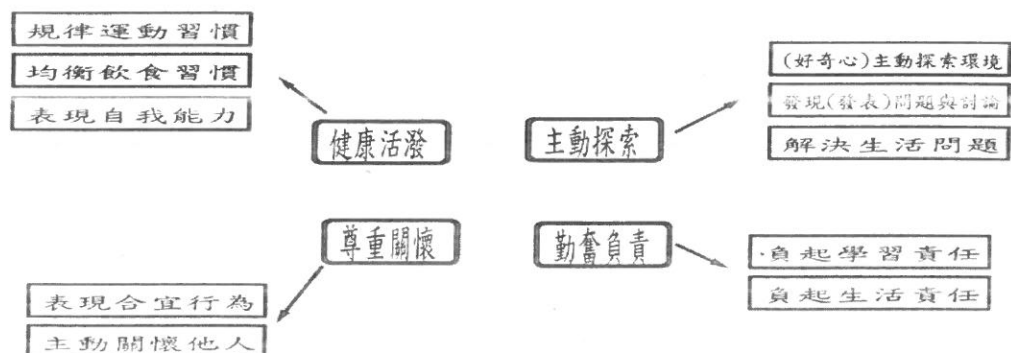 規律運動習慣
均衡飲食習慣
表現自我能力
健康活潑
(好奇心)主動探索環境
發現(發表)問題與討論
解決生活問題
主動探索
尊重關懷
表現合宜行為
主動關懷他人
勤奮負責
負起學習責任
負起生活責任